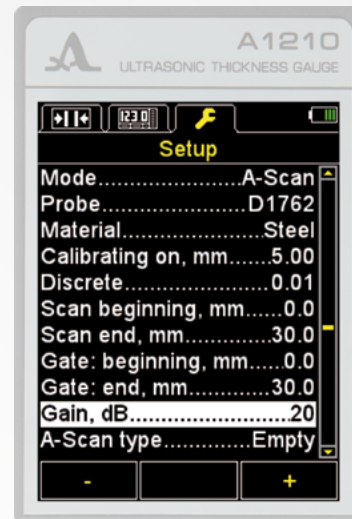 A1210
ULTRASONIC THICKNESS GAUGE
123.0
Setup
Mode......................A-Scan
Probe......................D1762
Material.......................Steel
Calibrating on, mm.......5.00
Discrete........................0.01
Scan beginning, mm......0.0
Scan end, mm.............30.0
Gate: beginning, mm....0.0
Gate: end, mm............30.0
Gain, dB.........................20
A-Scan type..............Empty
- +